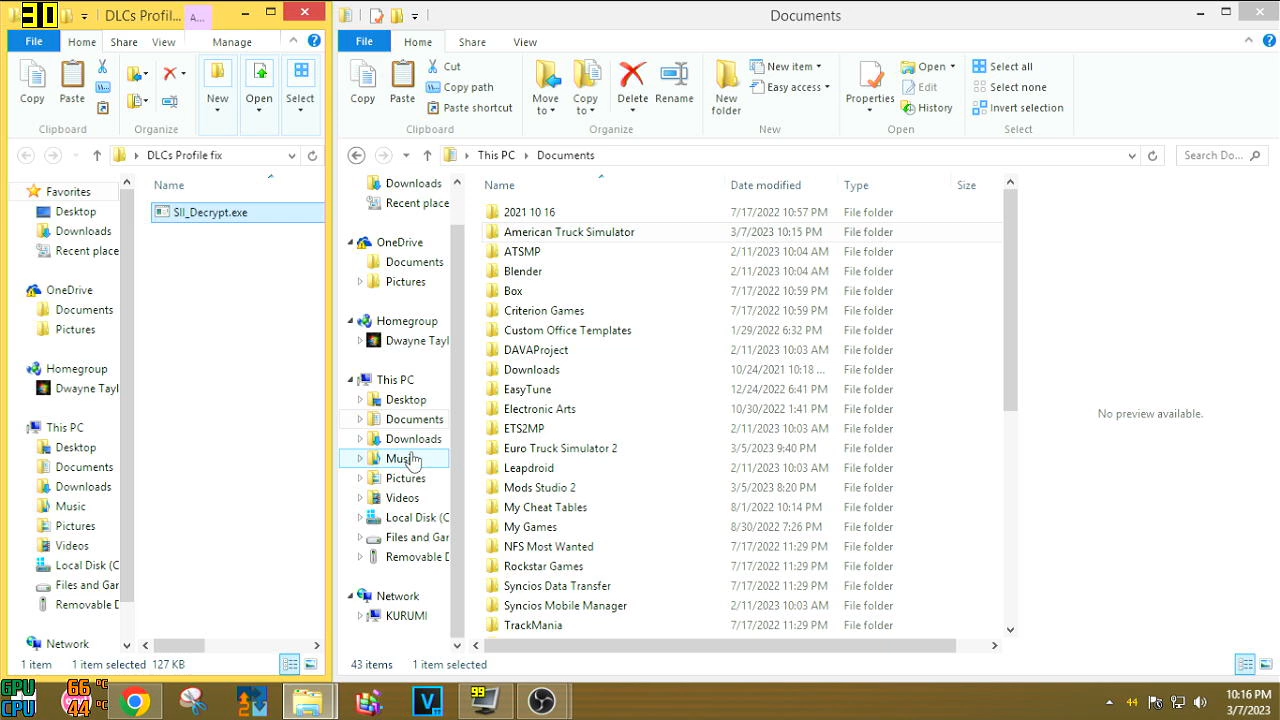 30
DLCs Profile...
A...
File
Home
Share
View
Manage
Copy
Paste
New
Open
Select
Clipboard
Organize
DLCs Profile fix
Name
Favorites
Desktop
Downloads
Recent place
OneDrive
Documents
Pictures
Homegroup
Dwayne Tayl
This PC
Desktop
Documents
Downloads
Music
Pictures
Videos
Local Disk (C
Files and Gar
Removable D
Network
SII_Decrypt.exe
1 item
1 item selected 127 KB
Documents
File
Home
Share
View
Copy
Paste
Cut
Copy path
Paste shortcut
Clipboard
Move to
Copy to
Delete
Rename
Organize
New folder
New item
Easy access
New
Properties
Open
Edit
History
Open
Select all
Select none
Invert selection
Select
This PC
Documents
Search Do...
Downloads
Recent place
OneDrive
Documents
Pictures
Homegroup
Dwayne Tayl
This PC
Desktop
Documents
Downloads
Music
Pictures
Videos
Local Disk (C
Files and Gar
Removable D
Network
KURUMI
Name Date modified Type Size
2021 10 16 7/17/2022 10:57 PM File folder
American Truck Simulator 3/7/2023 10:15 PM File folder
ATSMP 2/11/2023 10:04 AM File folder
Blender 2/11/2023 10:04 AM File folder
Box 7/17/2022 10:59 PM File folder
Criterion Games 7/17/2022 10:59 PM File folder
Custom Office Templates 1/29/2022 6:32 PM File folder
DAVAProject 2/11/2023 10:03 AM File folder
Downloads 10/24/2021 10:18 ... File folder
EasyTune 12/24/2022 6:41 PM File folder
Electronic Arts 10/30/2022 1:41 PM File folder
ETS2MP 2/11/2023 10:03 AM File folder
Euro Truck Simulator 2 3/5/2023 9:40 PM File folder
Leapdroid 2/11/2023 10:03 AM File folder
Mods Studio 2 3/5/2023 8:20 PM File folder
My Cheat Tables 8/1/2022 10:14 PM File folder
My Games 8/30/2022 7:26 PM File folder
NFS Most Wanted 7/17/2022 11:29 PM File folder
Rockstar Games 7/17/2022 11:29 PM File folder
Syncios Data Transfer 7/17/2022 11:29 PM File folder
Syncios Mobile Manager 2/11/2023 10:03 AM File folder
TrackMania 7/17/2022 11:29 PM File folder
No preview available.
43 items
1 item selected
GPU 66 °C
CPU 44 °C
99
44
10:16 PM
3/7/2023